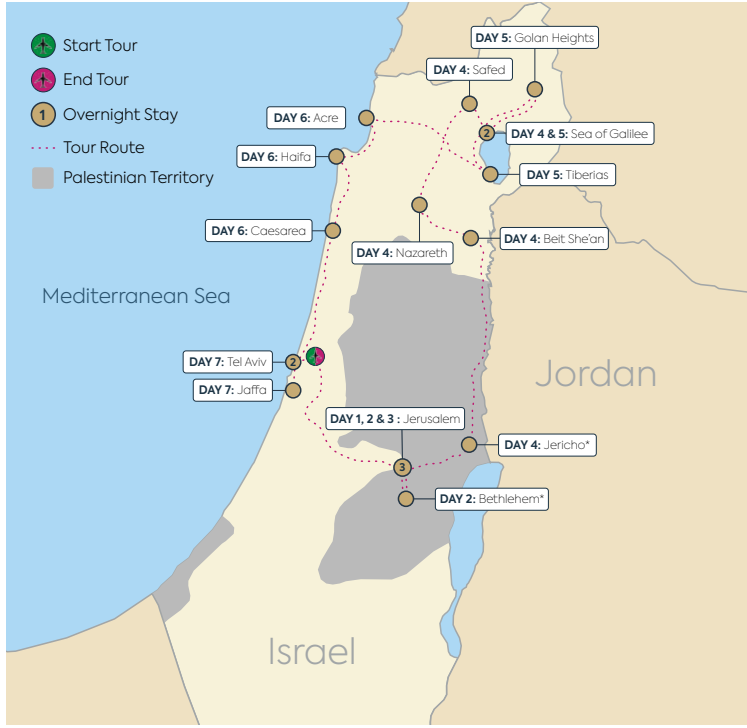 Start Tour
End Tour
1 Overnight Stay
Tour Route
Palestinian Territory
DAY 5: Golan Heights
DAY 4: Safed
DAY 6: Acre
2
DAY 4 & 5: Sea of Galilee
DAY 6: Haifa
DAY 5: Tiberias
DAY 6: Caesarea
DAY 4: Beit She'an
DAY 4: Nazareth
Mediterranean Sea
DAY 7: Tel Aviv
2
Jordan
DAY 7: Jaffa
DAY 1, 2 & 3 : Jerusalem
DAY 4: Jericho*
3
DAY 2: Bethlehem*
Israel